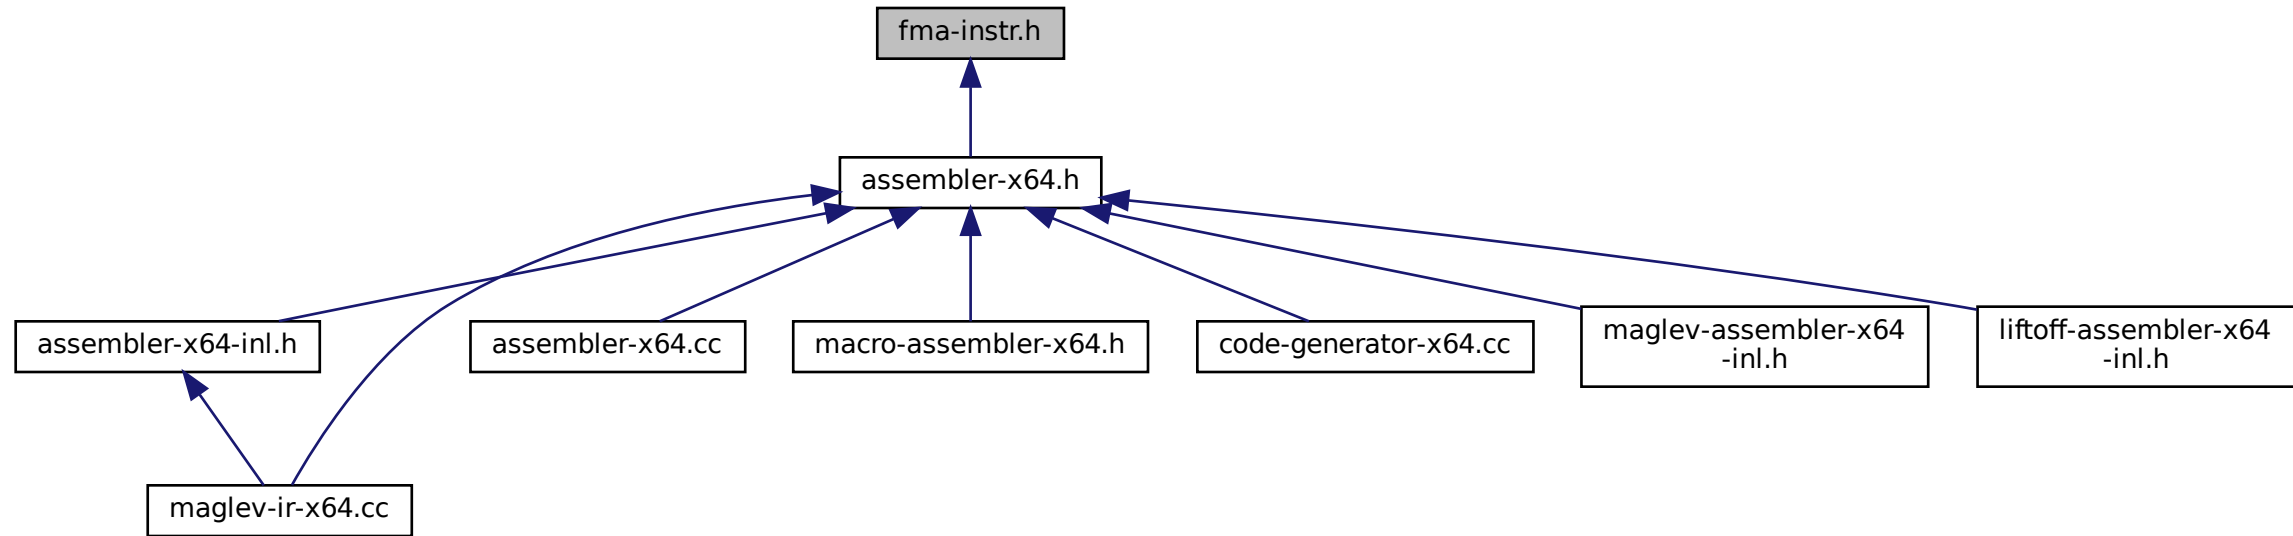 fma-instr.h
assembler-x64.h
assembler-x64-inl.h
assembler-x64.cc
macro-assembler-x64.h
code-generator-x64.cc
maglev-assembler-x64
-inl.h
liftoff-assembler-x64
-inl.h
maglev-ir-x64.cc